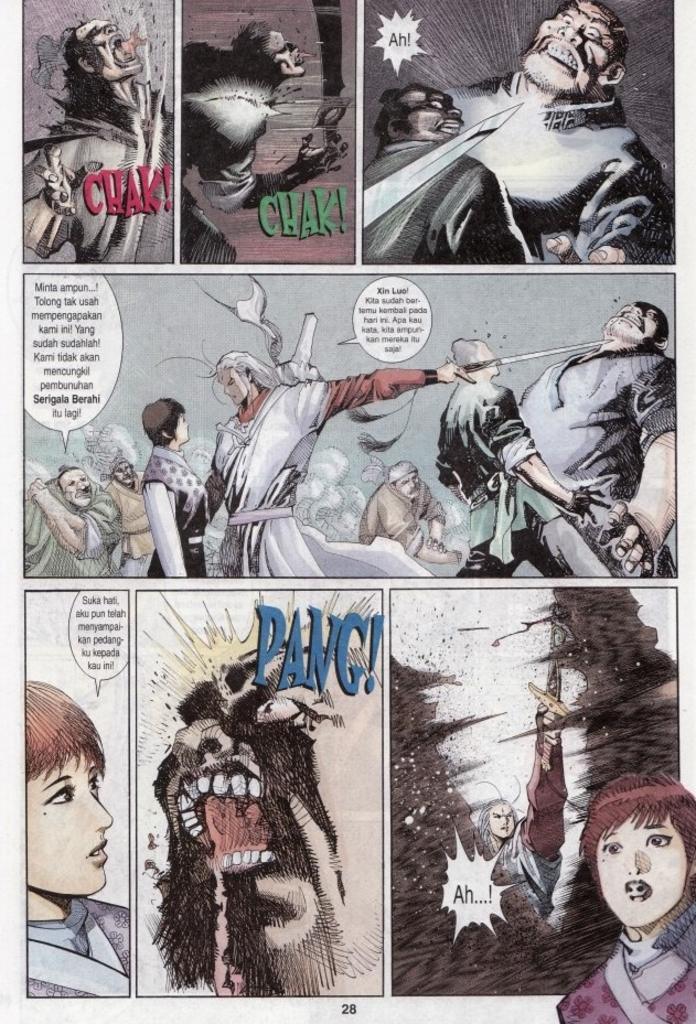 CHAK!
CHAK!
Ah!
Minta ampun...!
Tolong tak usah
mempengapakan
kami ini! Yang
sudah sudahlah!
Kami tidak akan
mencungkil
pembunuhan
Serigala Berahi
itu lagi!
Xin Luo!
Kita sudah ber-
temu kembali pada
hari ini. Apa kau
kata, kita ampun-
kan mereka itu
saja!
Suka hati,
aku pun telah
menyampai-
kan pedang-
ku kepada
kau ini!
PANG!
Ah...!
28